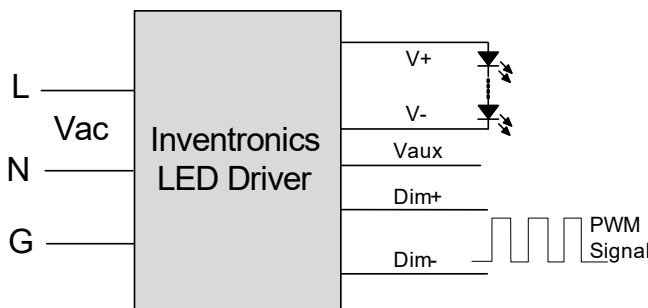 L
Vac
N
G
Inventronics
LED Driver
V+
V-
Vaux
Dim+
Dim-
PWM
Signal